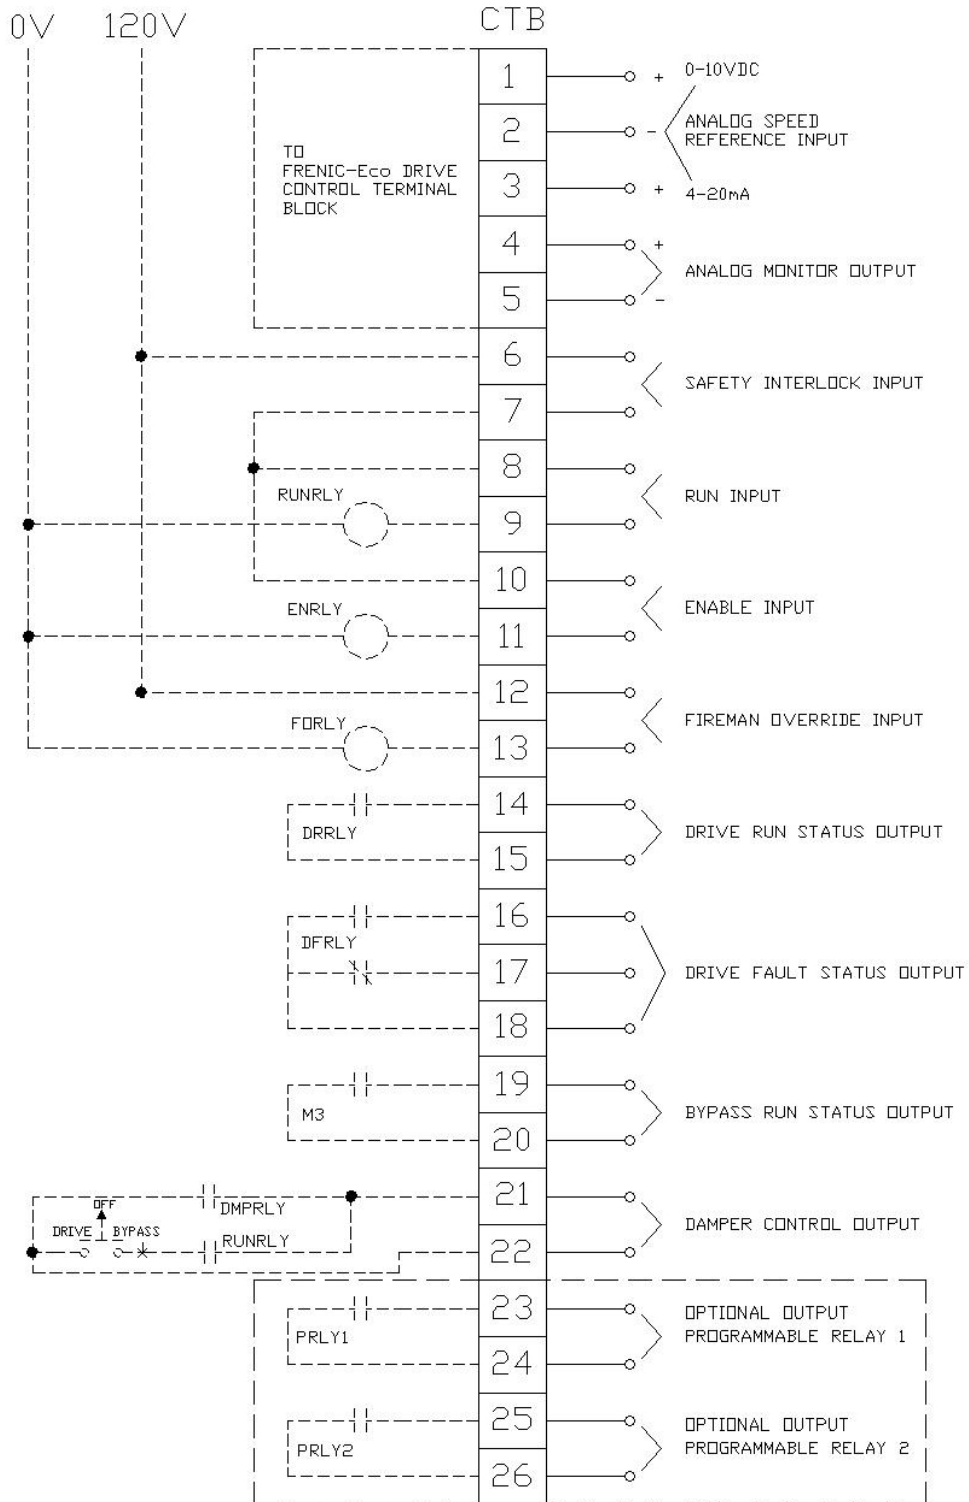 0V 120V CTB
1 + 0-10VDC
2 - ANALOG SPEED
REFERENCE INPUT
TO
FRENIC-Eco DRIVE
CONTROL TERMINAL
BLOCK
3 + 4-20mA
4 +
ANALOG MONITOR OUTPUT
5 -
6
SAFETY INTERLOCK INPUT
7
8
RUN INPUT
RUNRLY
9
10
ENABLE INPUT
ENRLY
11
12
FIREMAN OVERRIDE INPUT
FORLY
13
14
DRRLY
DRIVE RUN STATUS OUTPUT
15
16
DFRLY
17 DRIVE FAULT STATUS OUTPUT
18
19
M3
BYPASS RUN STATUS OUTPUT
20
21
OFF
DMPRLY
DAMPER CONTROL OUTPUT
DRIVE BYPASS
RUNRLY
22
23 OPTIONAL OUTPUT
PRLY1 PROGRAMMABLE RELAY 1
24
25 OPTIONAL OUTPUT
PRLY2 PROGRAMMABLE RELAY 2
26